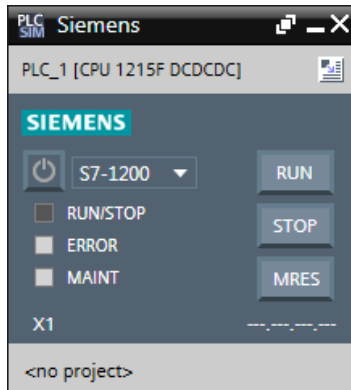 PLC SIM Siemens
PLC_1 [CPU 1215F DCDCDC]
SIEMENS
S7-1200
RUN
RUN/STOP
STOP
ERROR
MAINT
MRES
X1 ---.---.---.---
<no project>